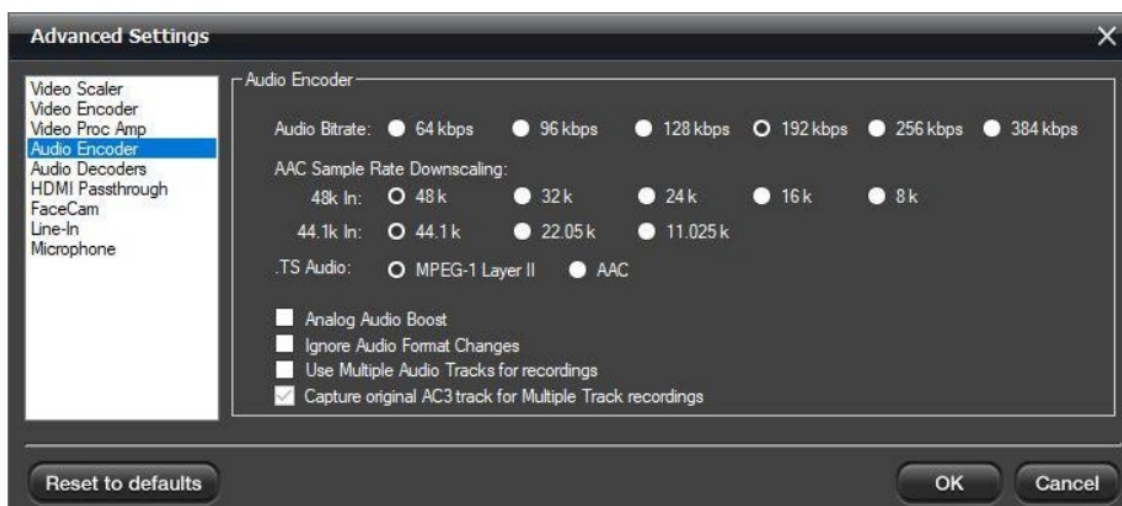 Advanced Settings
Video Scaler
Video Encoder
Video Proc Amp
Audio Encoder
Audio Decoders
HDMI Passthrough
FaceCam
Line-In
Microphone
Audio Encoder
Audio Bitrate: 64 kbps 96 kbps 128 kbps 192 kbps 256 kbps 384 kbps
AAC Sample Rate Downscaling:
48k In: 48 k 32 k 24 k 16 k 8 k
44.1k In: 44.1 k 22.05 k 11.025 k
.TS Audio: MPEG-1 Layer II AAC
Analog Audio Boost
Ignore Audio Format Changes
Use Multiple Audio Tracks for recordings
Capture original AC3 track for Multiple Track recordings
Reset to defaults OK Cancel